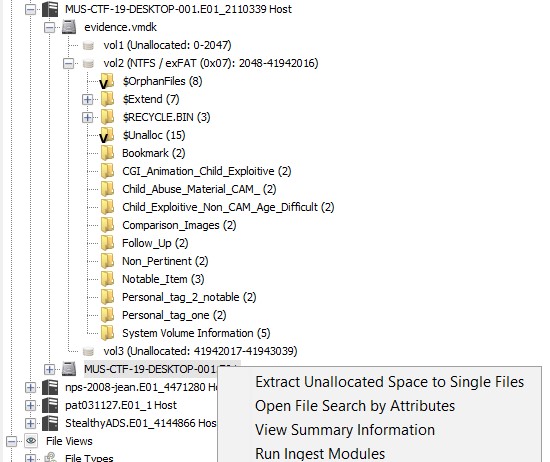 MUS-CTF-19-DESKTOP-001.E01_2110339 Host
evidence.vmdk
vol1 (Unallocated: 0-2047)
vol2 (NTFS / exFAT (0x07): 2048-41942016)
$OrphanFiles (8)
$Extend (7)
$RECYCLE.BIN (3)
$Unalloc (15)
Bookmark (2)
CGI_Animation_Child_Exploitive (2)
Child_Abuse_Material_CAM_ (2)
Child_Exploitive_Non_CAM_Age_Difficult (2)
Comparison_Images (2)
Follow_Up (2)
Non_Pertinent (2)
Notable_Item (3)
Personal_tag_2_notable (2)
Personal_tag_one (2)
System Volume Information (5)
vol3 (Unallocated: 41942017-41943039)
MUS-CTF-19-DESKTOP-001
Extract Unallocated Space to Single Files
nps-2008-jean.E01_4471280
Open File Search by Attributes
pat031127.E01_1 Host
View Summary Information
StealthyADS.E01_4144866 Hos
File Views
Run Ingest Modules
File Types